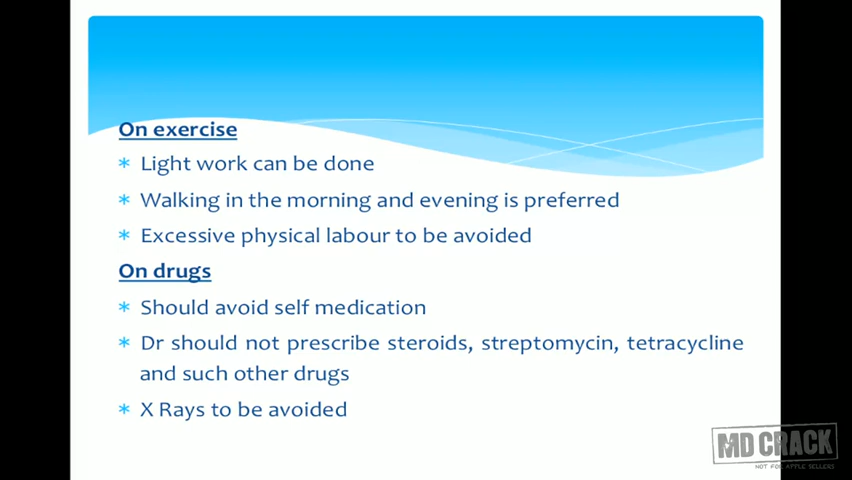 On exercise
* Light work can be done
* Walking in the morning and evening is preferred
* Excessive physical labour to be avoided
On drugs
* Should avoid self medication
* Dr should not prescribe steroids, streptomycin, tetracycline
and such other drugs
* X Rays to be avoided
MD CRACK
NOT FOR APPLE SELLERS